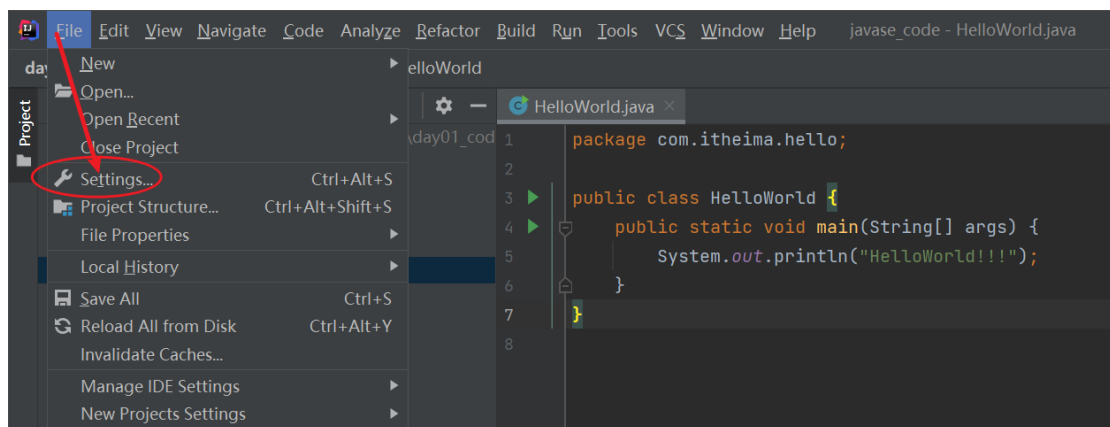 File Edit View Navigate Code Analyze Refactor Build Run Tools VCS Window Help javase_code - HelloWorld.java
New elloWorld
Open...
Open Recent
Close Project
Settings... Ctrl+Alt+S
Project Structure... Ctrl+Alt+Shift+S
File Properties
Local History
Save All Ctrl+S
Reload All from Disk Ctrl+Alt+Y
Invalidate Caches...
Manage IDE Settings
New Projects Settings
Project
\day01_cod
HelloWorld.java
1 package com.itheima.hello;
2
3 public class HelloWorld {
4 public static void main(String[] args) {
5 System.out.println("HelloWorld!!!");
6 }
7 }
8